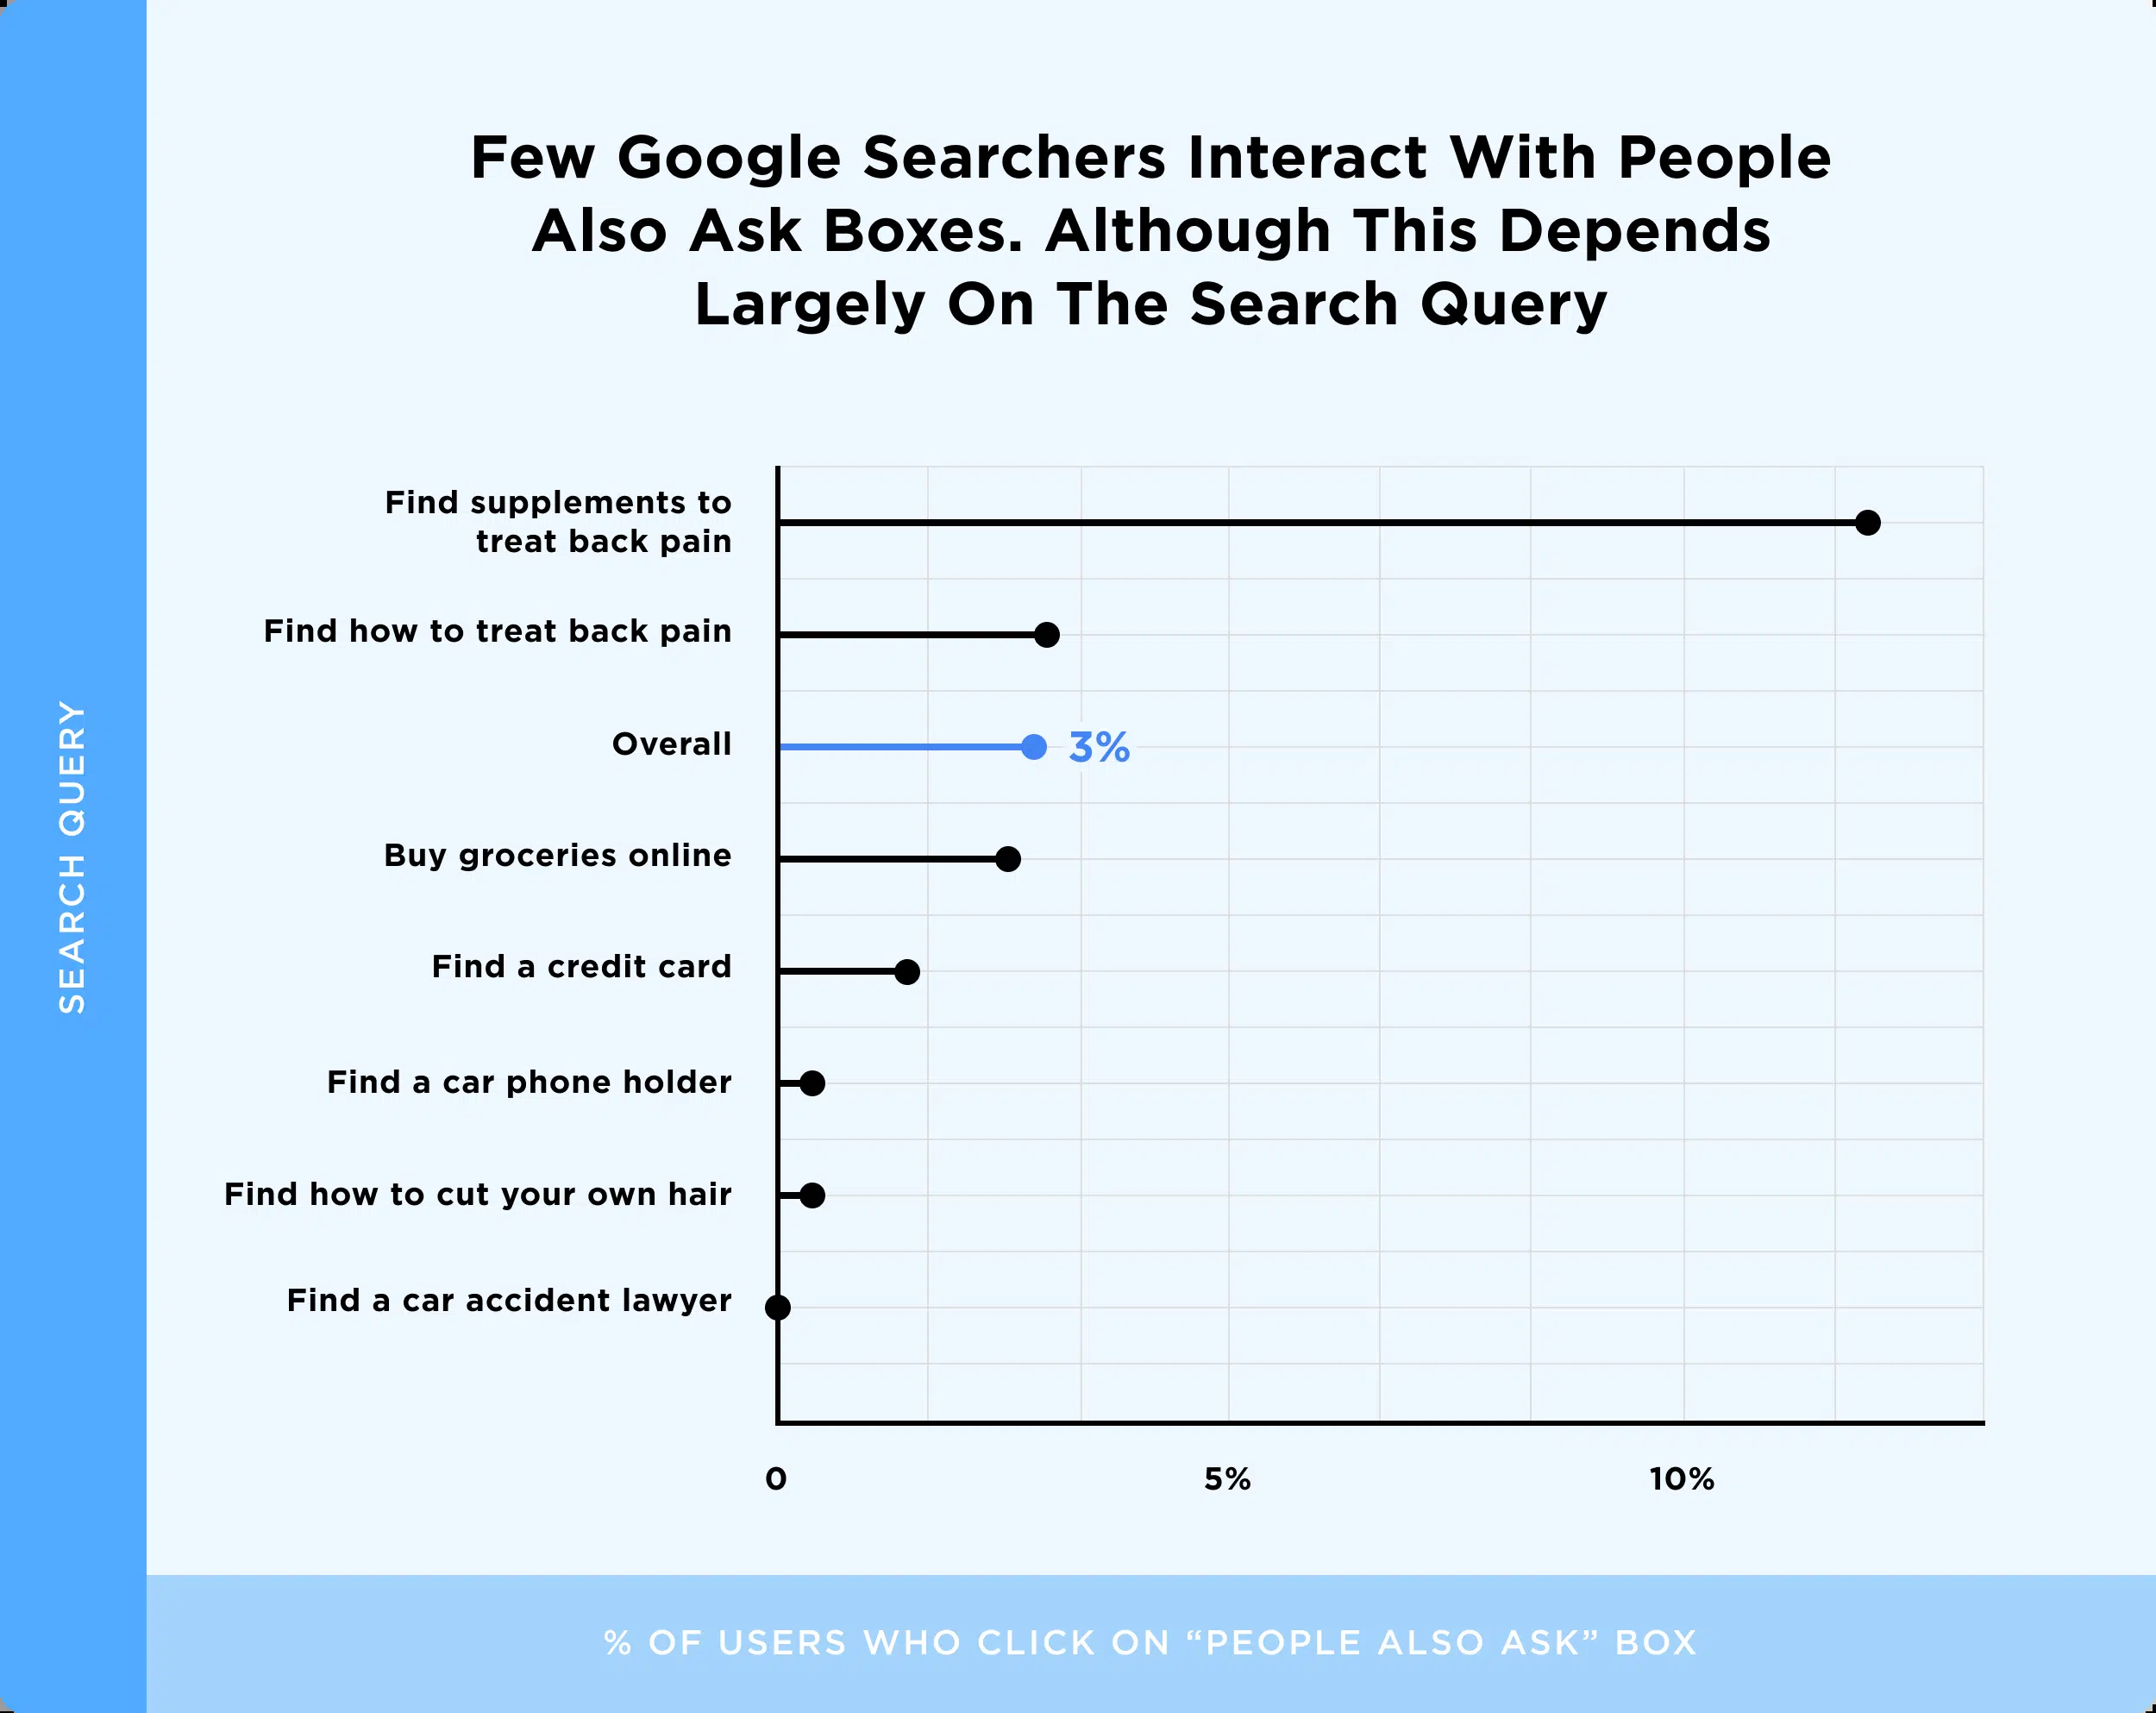 Few Google Searchers Interact With People
Also Ask Boxes. Although This Depends
Largely On The Search Query
SEARCH QUERY
Find supplements to
treat back pain
Find how to treat back pain
Overall
3%
Buy groceries online
Find a credit card
Find a car phone holder
Find how to cut your own hair
Find a car accident lawyer
0
5%
10%
% OF USERS WHO CLICK ON “PEOPLE ALSO ASK” BOX